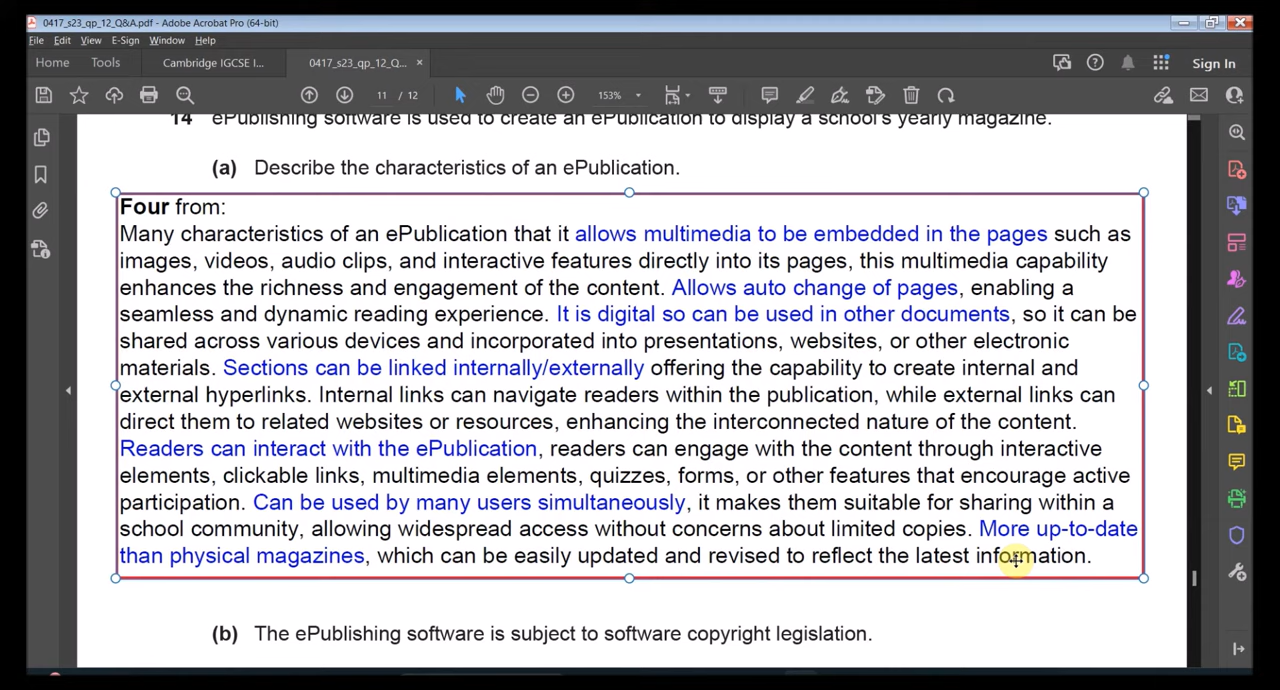 0417_s23_qp_12_Q&A.pdf - Adobe Acrobat Pro (64-bit)
File Edit View E-Sign Window Help
Home Tools Cambridge IGCSE I... 0417_s23_qp_12_Q... × Sign In
11 / 12 153%
14 ePublishing software is used to create an ePublication to display a school's yearly magazine.
(a) Describe the characteristics of an ePublication.
Four from:
Many characteristics of an ePublication that it allows multimedia to be embedded in the pages such as
images, videos, audio clips, and interactive features directly into its pages, this multimedia capability
enhances the richness and engagement of the content. Allows auto change of pages, enabling a
seamless and dynamic reading experience. It is digital so can be used in other documents, so it can be
shared across various devices and incorporated into presentations, websites, or other electronic
materials. Sections can be linked internally/externally offering the capability to create internal and
external hyperlinks. Internal links can navigate readers within the publication, while external links can
direct them to related websites or resources, enhancing the interconnected nature of the content.
Readers can interact with the ePublication, readers can engage with the content through interactive
elements, clickable links, multimedia elements, quizzes, forms, or other features that encourage active
participation. Can be used by many users simultaneously, it makes them suitable for sharing within a
school community, allowing widespread access without concerns about limited copies. More up-to-date
than physical magazines, which can be easily updated and revised to reflect the latest information.
(b) The ePublishing software is subject to software copyright legislation.